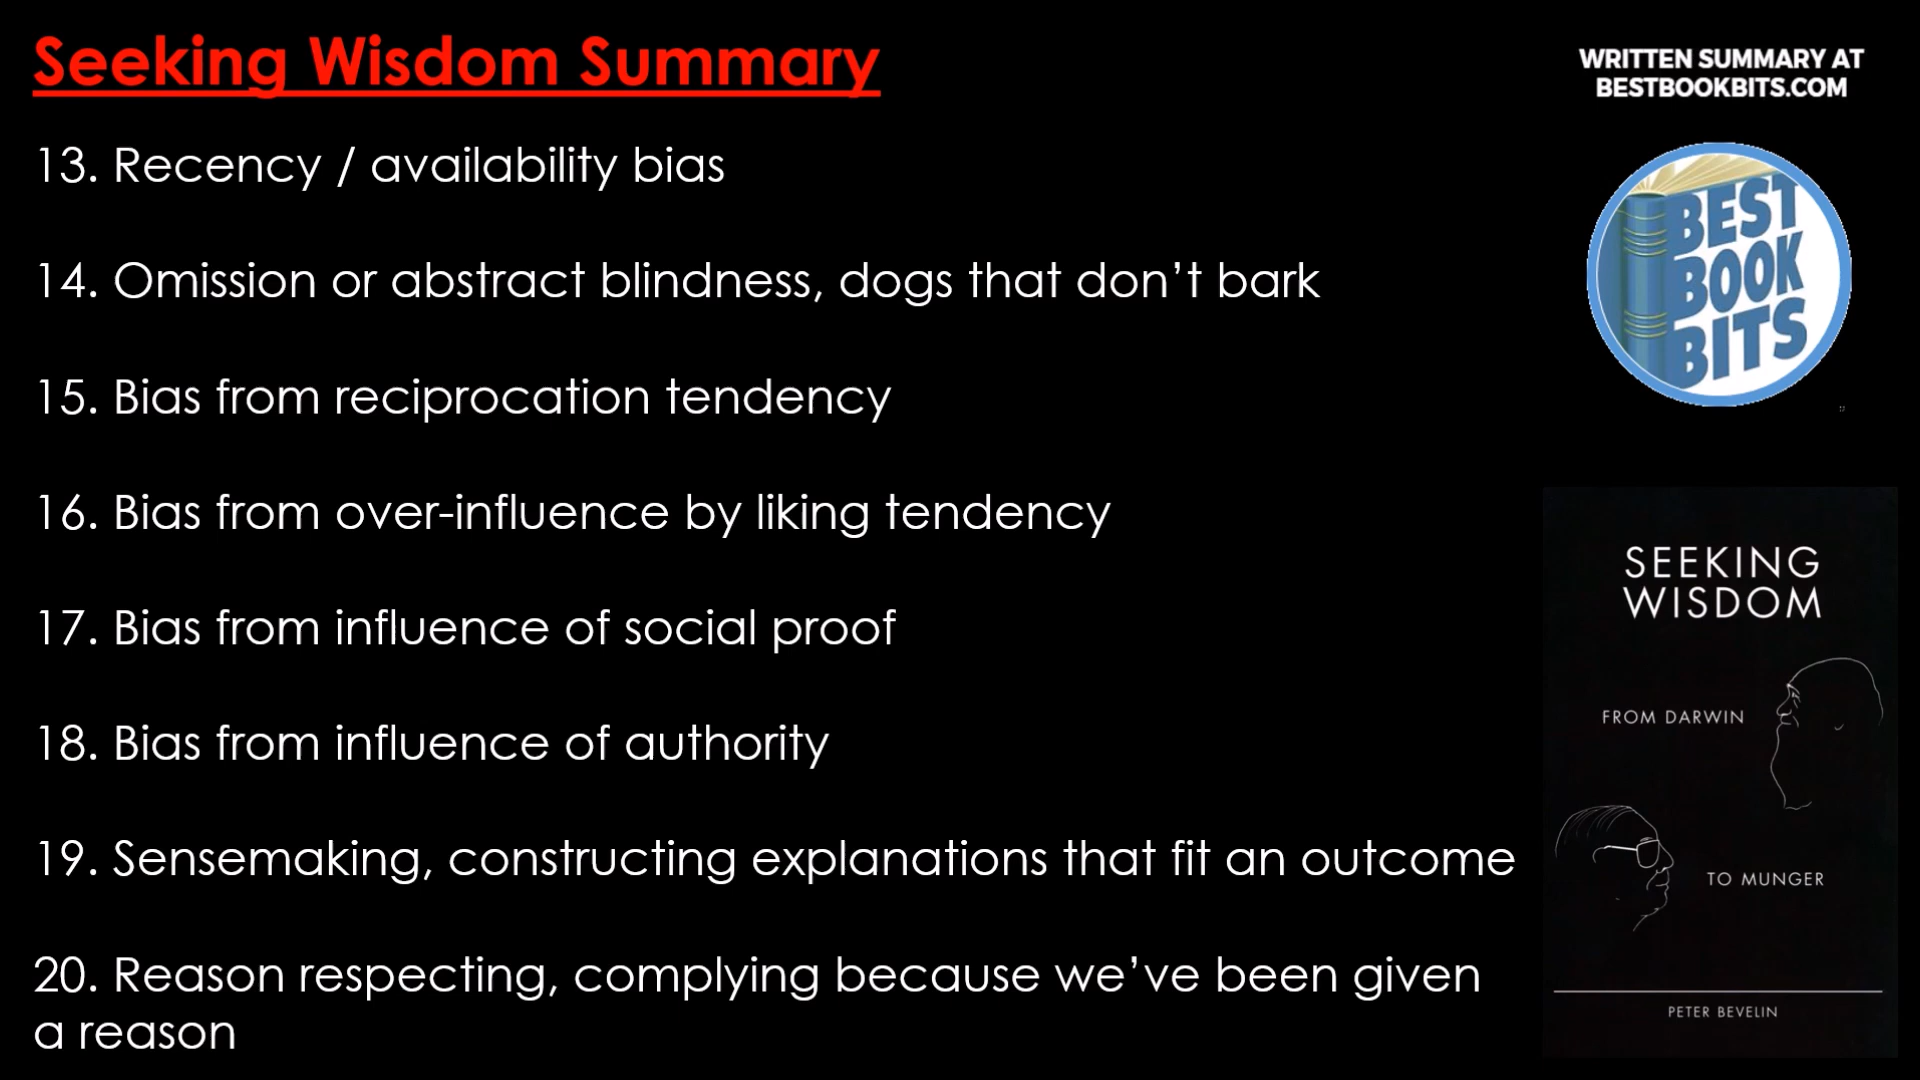 Seeking Wisdom Summary
WRITTEN SUMMARY AT
BESTBOOKBITS.COM
13. Recency / availability bias
14. Omission or abstract blindness, dogs that don’t bark
15. Bias from reciprocation tendency
16. Bias from over-influence by liking tendency
17. Bias from influence of social proof
18. Bias from influence of authority
19. Sensemaking, constructing explanations that fit an outcome
20. Reason respecting, complying because we’ve been given
a reason
BEST
BOOK
BITS
SEEKING
WISDOM
FROM DARWIN
TO MUNGER
PETER BEVELIN